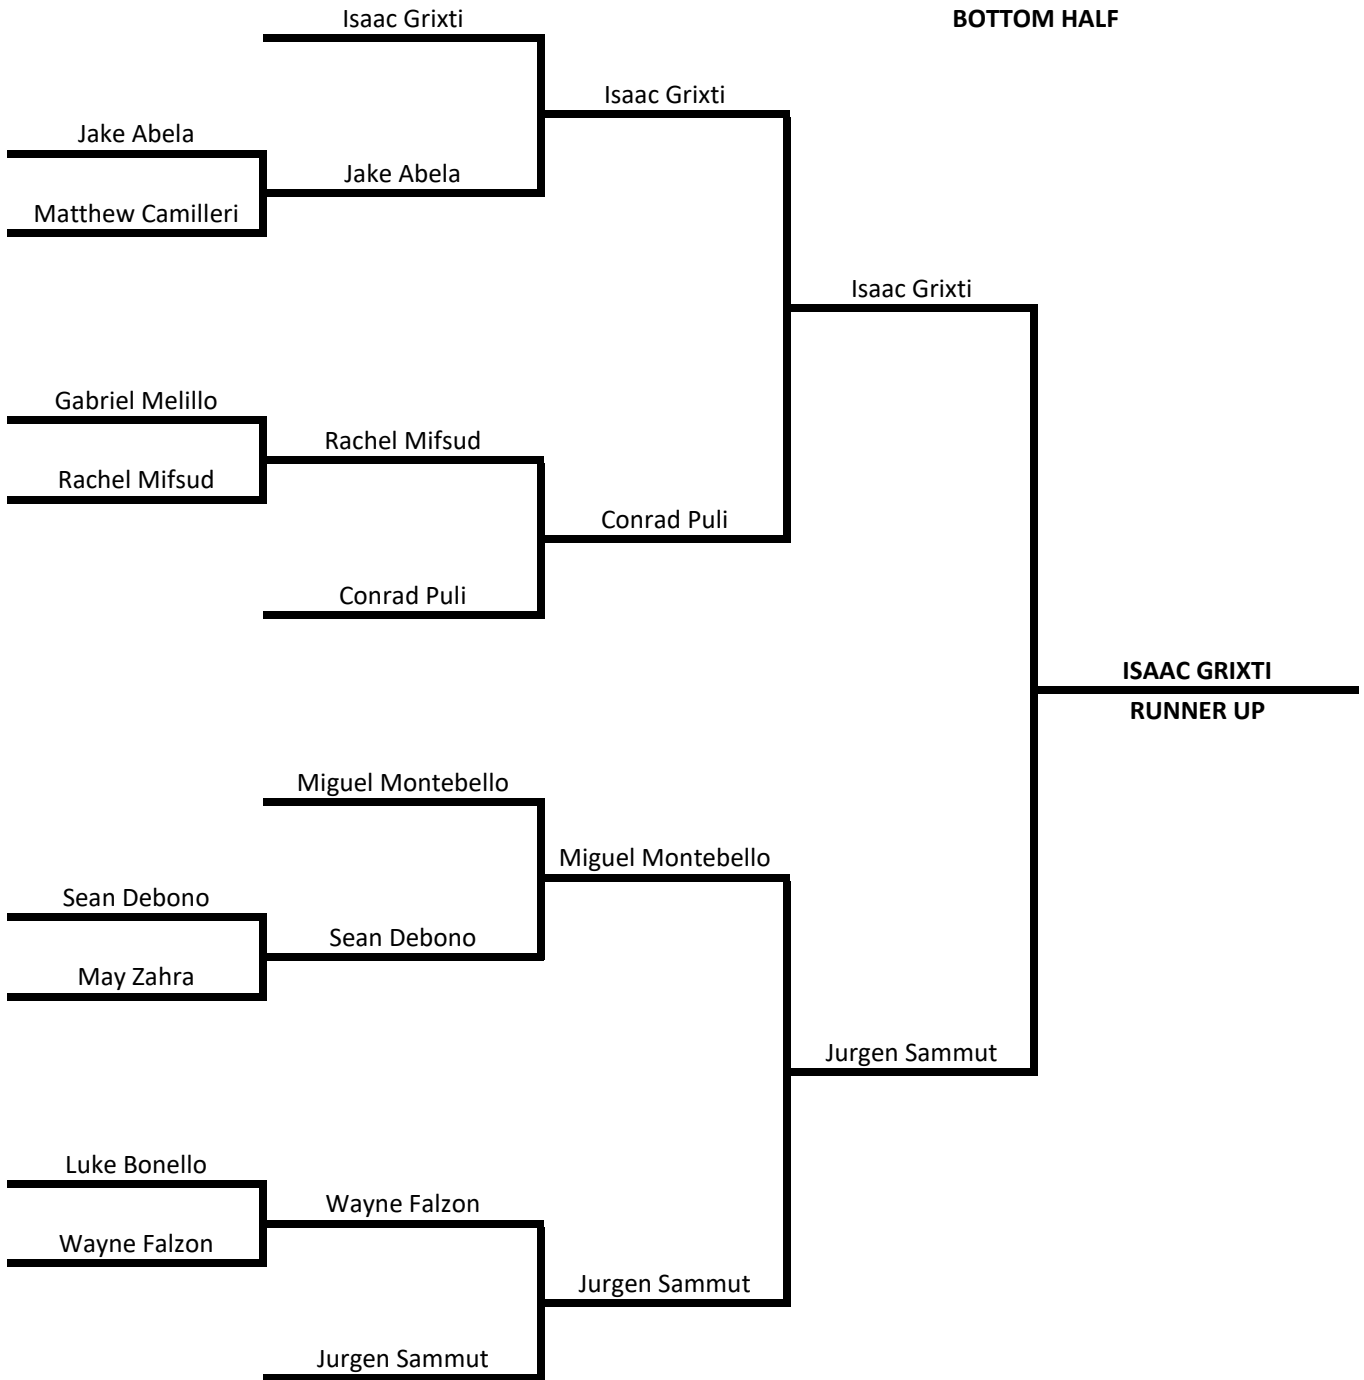 Isaac Grixti
BOTTOM HALF
Isaac Grixti
Jake Abela
Jake Abela
Matthew Camilleri
Isaac Grixti
Gabriel Melillo
Rachel Mifsud
Rachel Mifsud
Conrad Puli
Conrad Puli
ISAAC GRIXTI
RUNNER UP
Miguel Montebello
Miguel Montebello
Sean Debono
Sean Debono
May Zahra
Jurgen Sammut
Luke Bonello
Wayne Falzon
Wayne Falzon
Jurgen Sammut
Jurgen Sammut